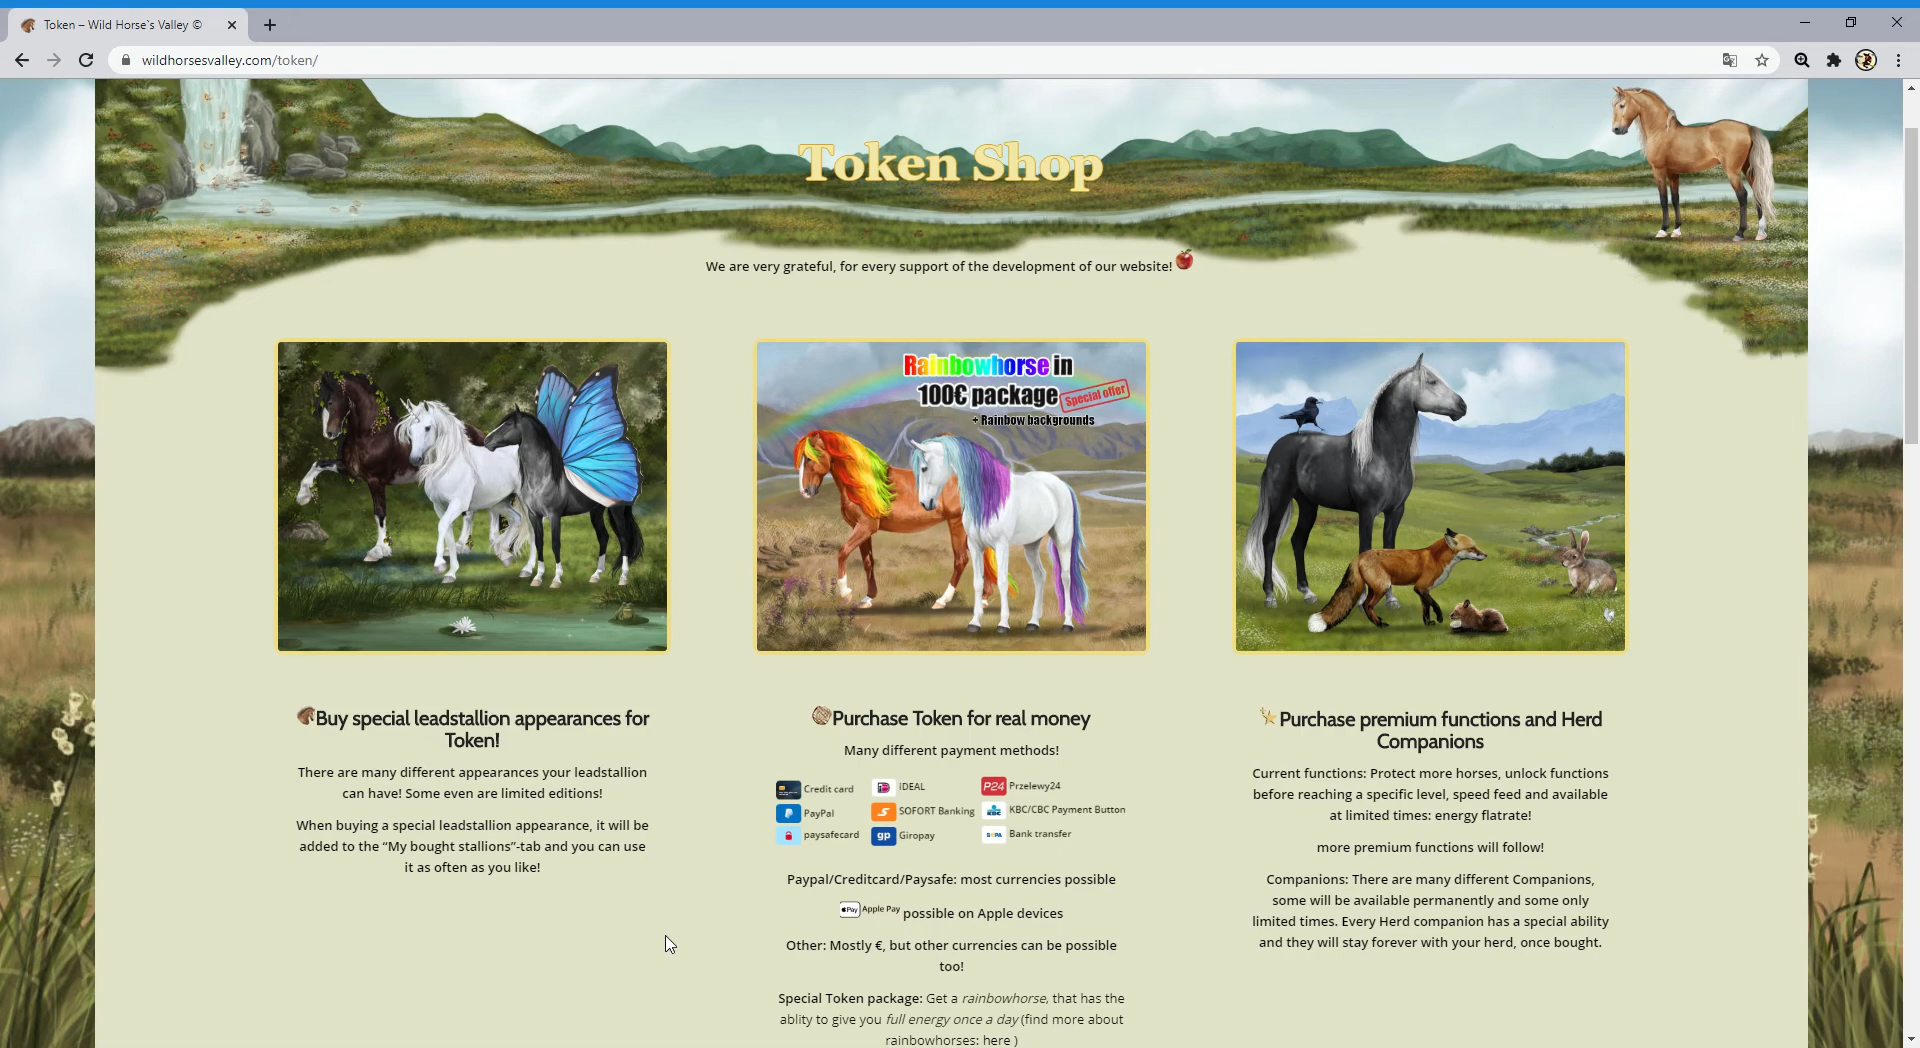 Token – Wild Horse`s Valley ©
wildhorsesvalley.com/token/
Token Shop
We are very grateful, for every support of the development of our website!
Rainbowhorse in
100€ package
Special offer
+ Rainbow backgrounds
Buy special leadstallion appearances for
Token!
There are many different appearances your leadstallion
can have! Some even are limited editions!
When buying a special leadstallion appearance, it will be
added to the “My bought stallions”-tab and you can use
it as often as you like!
Purchase Token for real money
Many different payment methods!
Credit card
iDEAL
P24 Przelewy24
PayPal
SOFORT Banking
KBC KBC/CBC Payment Button
paysafecard
gp Giropay
SEPA Bank transfer
Paypal/Creditcard/Paysafe: most currencies possible
Pay Apple Pay possible on Apple devices
Other: Mostly €, but other currencies can be possible
too!
Special Token package: Get a rainbowhorse, that has the
ablity to give you full energy once a day (find more about
rainbowhorses: here )
Purchase premium functions and Herd
Companions
Current functions: Protect more horses, unlock functions
before reaching a specific level, speed feed and available
at limited times: energy flatrate!
more premium functions will follow!
Companions: There are many different Companions,
some will be available permanently and some only
limited times. Every Herd companion has a special ability
and they will stay forever with your herd, once bought.